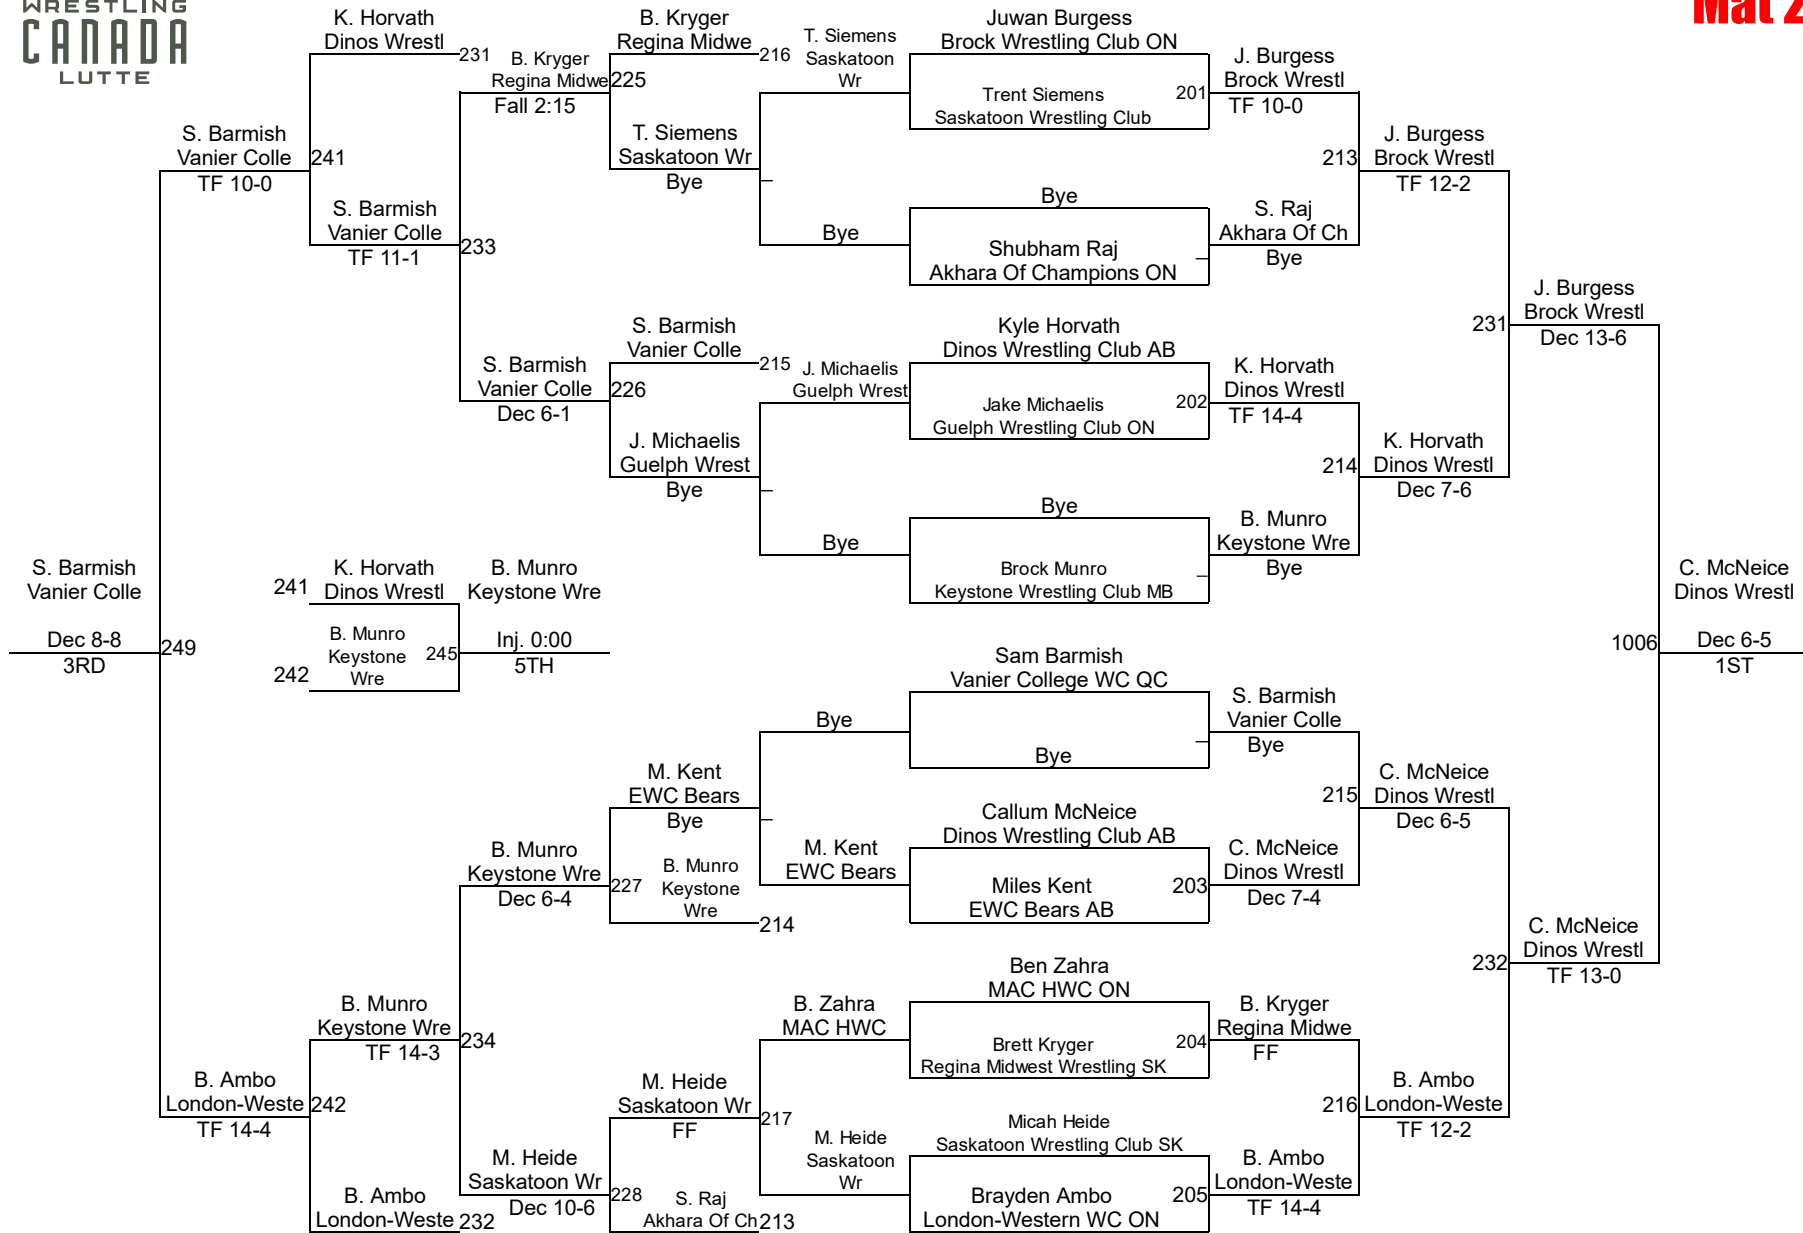 WRESTLING
CANADA
LUTTE
Mat 2
K. Horvath
Dinos Wrestl
231
B. Kryger
Regina Midwe
Fall 2:15
B. Kryger
Regina Midwe
216
225
T. Siemens
Saskatoon
Wr
Juwan Burgess
Brock Wrestling Club ON
Trent Siemens
Saskatoon Wrestling Club
201
J. Burgess
Brock Wrestl
TF 10-0
S. Barmish
Vanier Colle
TF 10-0
241
T. Siemens
Saskatoon Wr
Bye
J. Burgess
Brock Wrestl
TF 12-2
213
S. Barmish
Vanier Colle
TF 11-1
233
Bye
Bye
Shubham Raj
Akhara Of Champions ON
S. Raj
Akhara Of Ch
Bye
J. Burgess
Brock Wrestl
Dec 13-6
231
S. Barmish
Vanier Colle
Dec 6-1
226
S. Barmish
Vanier Colle
215
J. Michaelis
Guelph Wrest
Kyle Horvath
Dinos Wrestling Club AB
Jake Michaelis
Guelph Wrestling Club ON
202
K. Horvath
Dinos Wrestl
TF 14-4
J. Michaelis
Guelph Wrest
Bye
214
K. Horvath
Dinos Wrestl
Dec 7-6
Bye
Bye
Brock Munro
Keystone Wrestling Club MB
B. Munro
Keystone Wre
Bye
S. Barmish
Vanier Colle
Dec 8-8
3RD
249
241
K. Horvath
Dinos Wrestl
B. Munro
Keystone
Wre
242
245
B. Munro
Keystone Wre
Inj. 0:00
5TH
C. McNeice
Dinos Wrestl
1006
Dec 6-5
1ST
Sam Barmish
Vanier College WC QC
Bye
Bye
S. Barmish
Vanier Colle
Bye
M. Kent
EWC Bears
Bye
215
C. McNeice
Dinos Wrestl
Dec 6-5
Callum McNeice
Dinos Wrestling Club AB
M. Kent
EWC Bears
Miles Kent
EWC Bears AB
203
C. McNeice
Dinos Wrestl
Dec 7-4
B. Munro
Keystone Wre
Dec 6-4
227
B. Munro
Keystone
Wre
214
C. McNeice
Dinos Wrestl
TF 13-0
232
Ben Zahra
MAC HWC ON
B. Zahra
MAC HWC
Brett Kryger
Regina Midwest Wrestling SK
204
B. Kryger
Regina Midwe
FF
B. Munro
Keystone Wre
TF 14-3
234
B. Ambo
London-Weste
TF 14-4
242
M. Heide
Saskatoon Wr
FF
217
216
B. Ambo
London-Weste
TF 12-2
M. Heide
Saskatoon
Wr
Micah Heide
Saskatoon Wrestling Club SK
Brayden Ambo
London-Western WC ON
205
B. Ambo
London-Weste
TF 14-4
M. Heide
Saskatoon Wr
Dec 10-6
228
S. Raj
Akhara Of Ch
213
B. Ambo
London-Weste
232